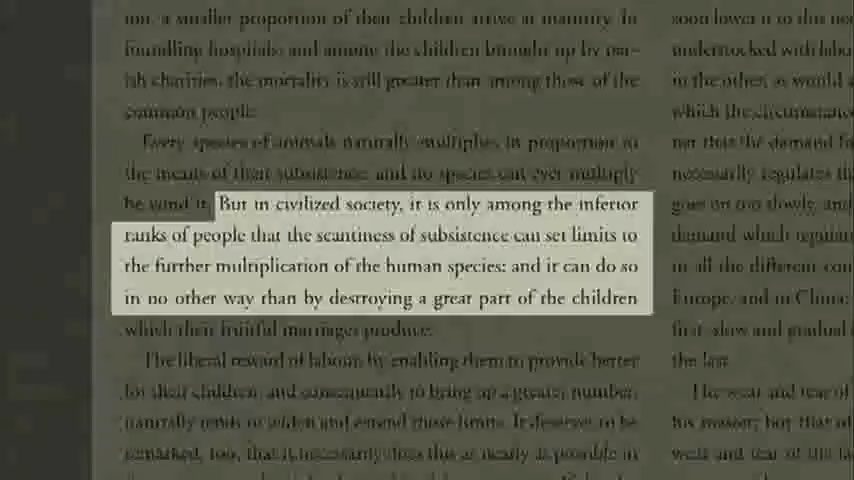 ion, a smaller proportion of their children arrive at maturity. In
foundling hospitals, and among the children brought up by par-
ish charities, the mortality is still greater than among those of the
common people.
Every species of animals naturally multiplies in proportion to
the means of their subsistence, and no species can ever multiply
be yond it. But in civilized society, it is only among the inferior
ranks of people that the scantiness of subsistence can set limits to
the further multiplication of the human species; and it can do so
in no other way than by destroying a great part of the children
which their fruitful marriages produce.
The liberal reward of labour, by enabling them to provide better
for their children, and consequently to bring up a greater number,
naturally tends to widen and extend those limits. It deserves to be
remarked, too, that it necessarily does this as nearly as possible in
soon lower it to this
understocked with
in the other, as would
which the
that the demand
necessarily regulates
goes on too slowly, and
demand which
in all the different
Europe, and in China;
first, slow and gradual
the last.
The wear and tear of
his master; but that of
wear and tear of the